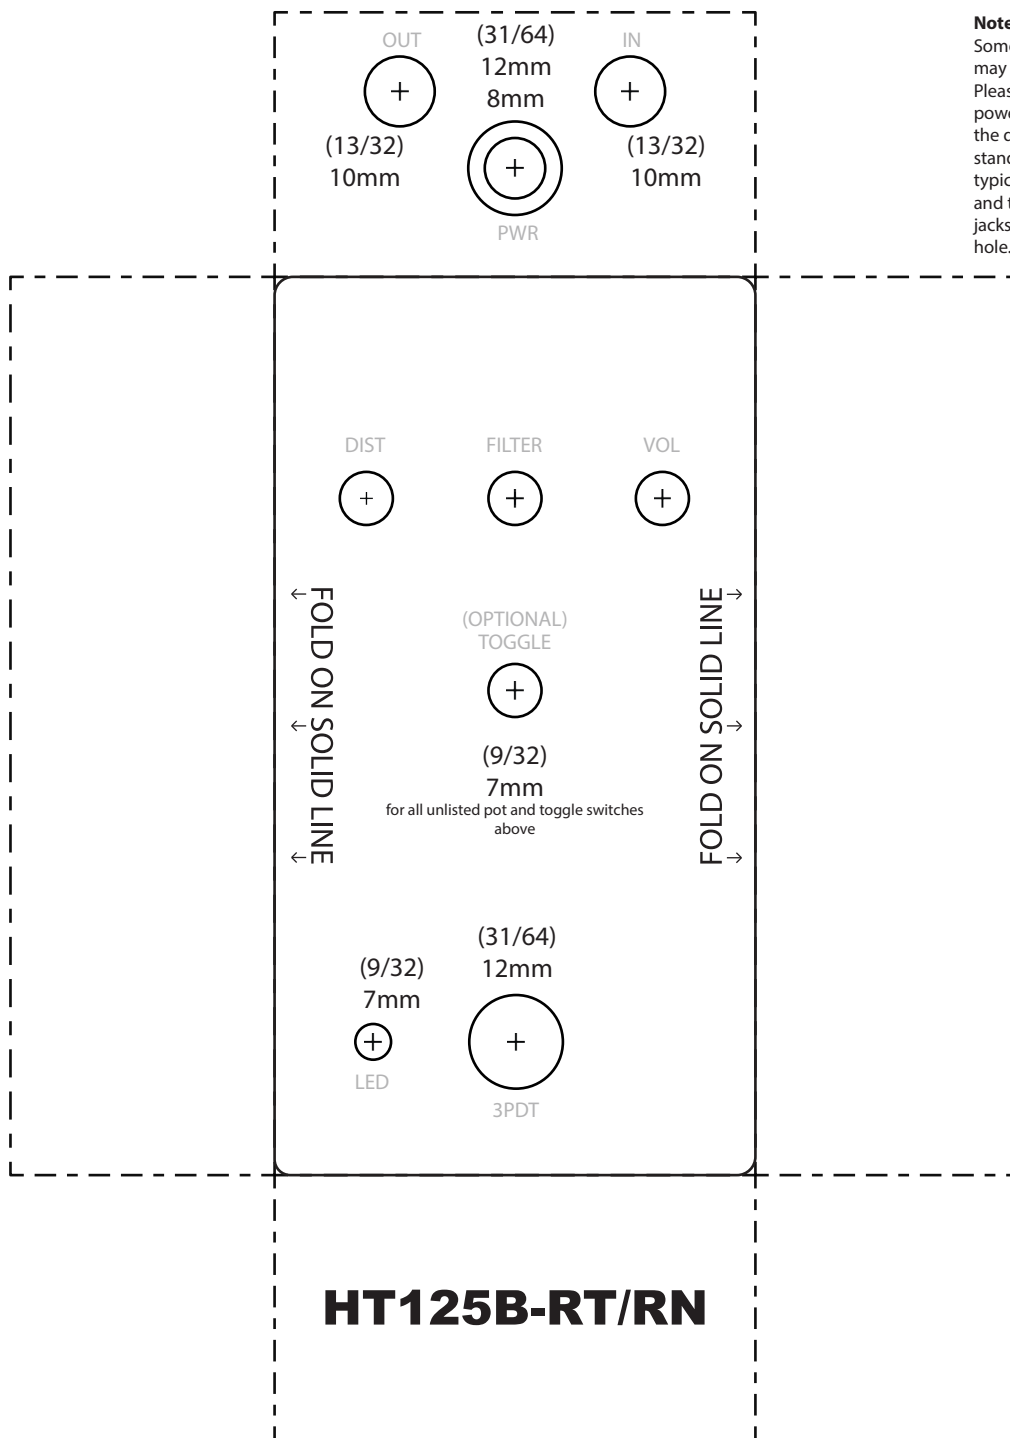 OUT
(31/64)
12mm
8mm
IN
(13/32)
10mm
(13/32)
10mm
PWR
Note
Some
may
Pleas
powe
the d
stand
typic
and t
jacks
hole.
DIST
FILTER
VOL
FOLD ON SOLID LINE
(OPTIONAL)
TOGGLE
(9/32)
7mm
for all unlisted pot and toggle switches
above
FOLD ON SOLID LINE
(9/32)
7mm
LED
(31/64)
12mm
3PDT
HT125B-RT/RN